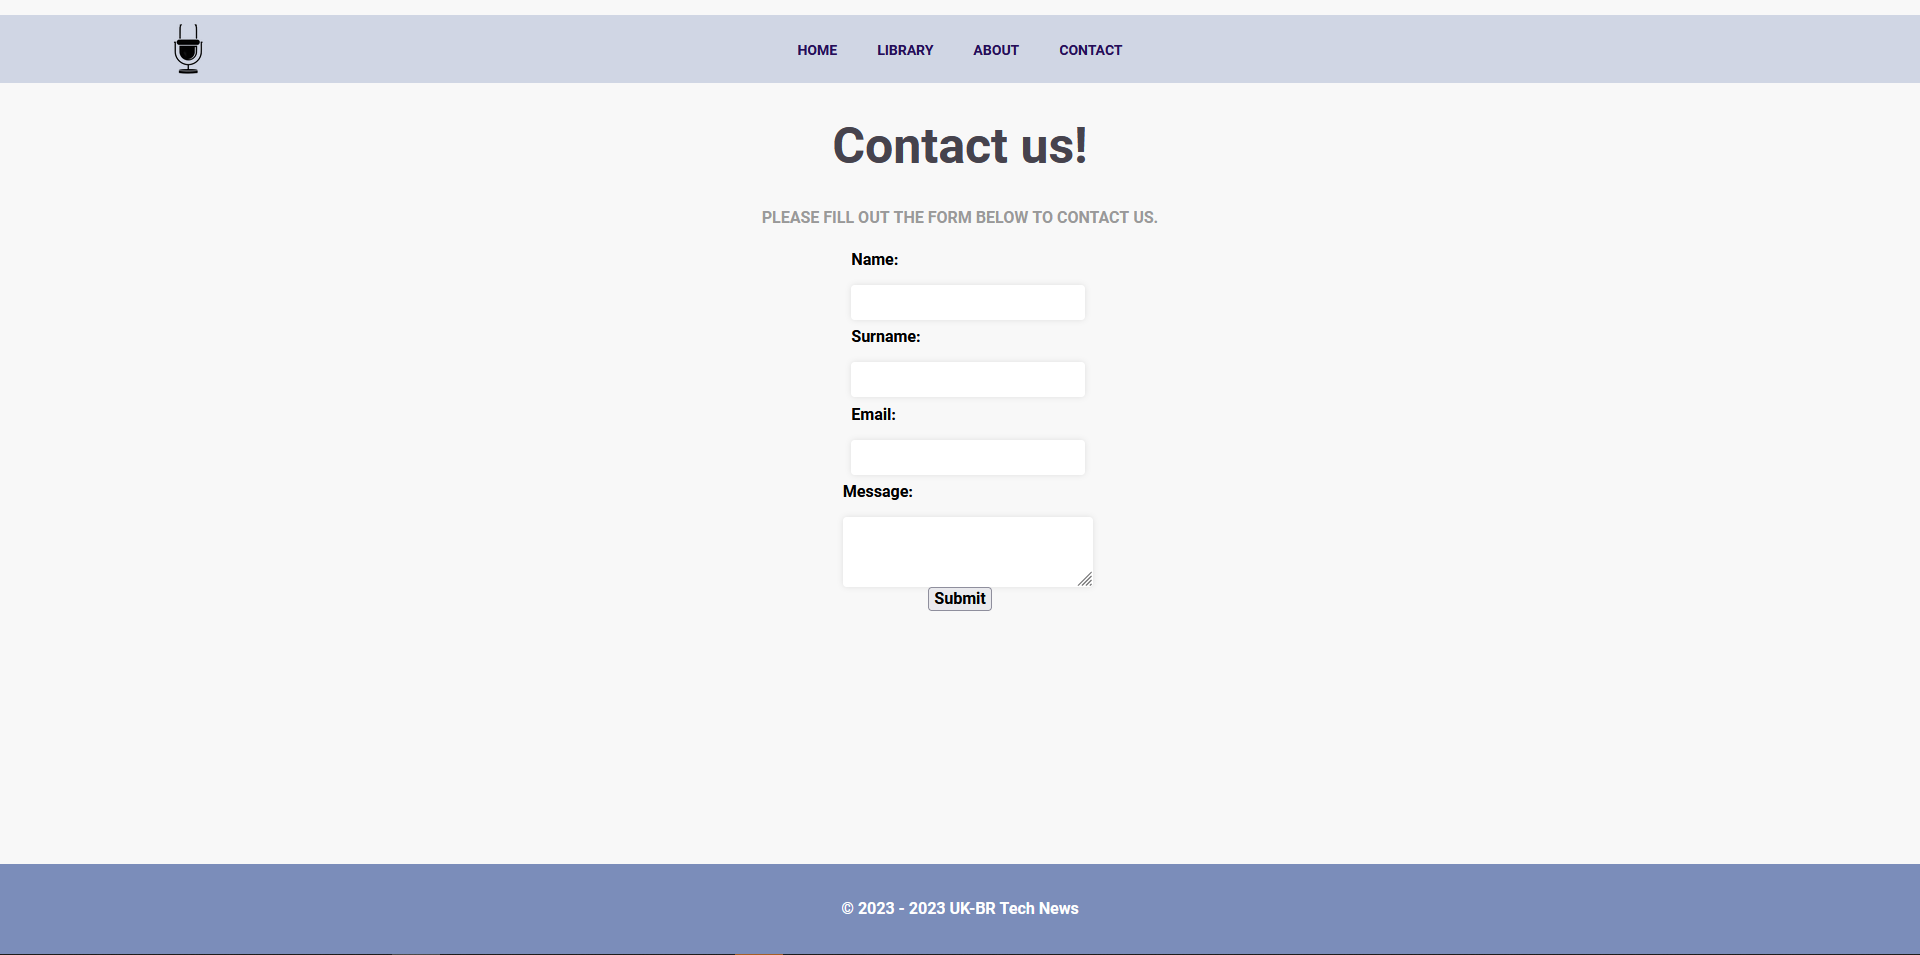 HOME LIBRARY ABOUT CONTACT
Contact us!
PLEASE FILL OUT THE FORM BELOW TO CONTACT US.
Name:
Surname:
Email:
Message:
Submit
© 2023 - 2023 UK-BR Tech News